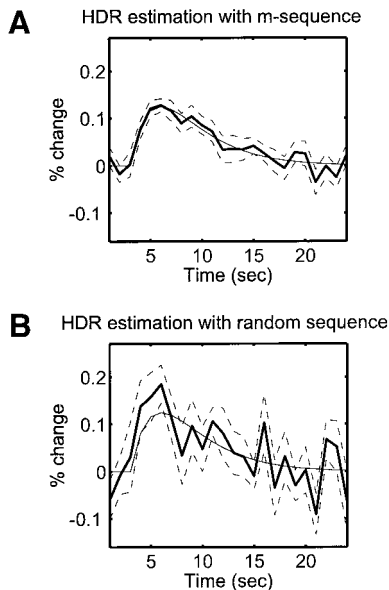 A
HDR estimation with m-sequence
% change
0.2
0.1
0
-0.1
5 10 15 20
Time (sec)
B
HDR estimation with random sequence
% change
0.2
0.1
0
-0.1
5 10 15 20
Time (sec)